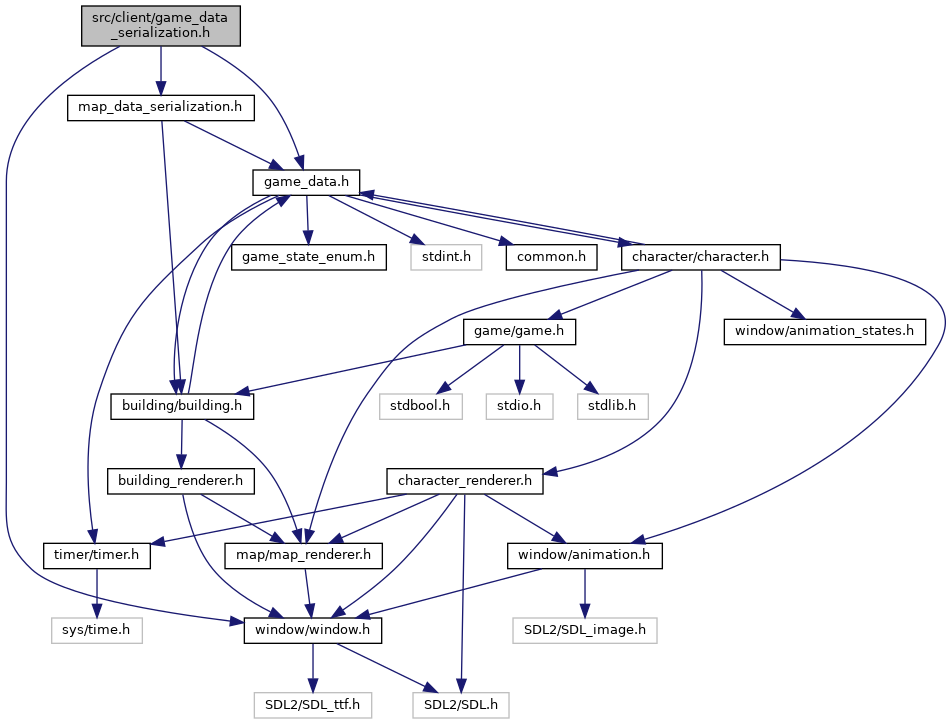 src/client/game_data
_serialization.h
map_data_serialization.h
game_data.h
game_state_enum.h
stdint.h
common.h
character/character.h
game/game.h
window/animation_states.h
building/building.h
stdbool.h
stdio.h
stdlib.h
building_renderer.h
character_renderer.h
timer/timer.h
map/map_renderer.h
window/animation.h
sys/time.h
window/window.h
SDL2/SDL_image.h
SDL2/SDL_ttf.h
SDL2/SDL.h